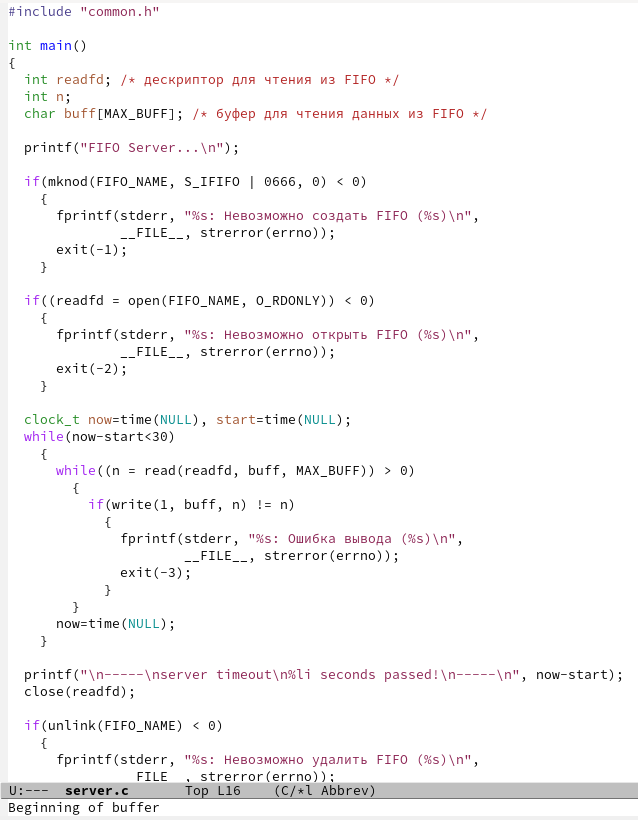 #include "common.h"

int main()
{
  int readfd; /* дескриптор для чтения из FIFO */
  int n;
  char buff[MAX_BUFF]; /* буфер для чтения данных из FIFO */

  printf("FIFO Server...\n");

  if(mknod(FIFO_NAME, S_IFIFO | 0666, 0) < 0)
    {
      fprintf(stderr, "%s: Невозможно создать FIFO (%s)\n",
              __FILE__, strerror(errno));
      exit(-1);
    }

  if((readfd = open(FIFO_NAME, O_RDONLY)) < 0)
    {
      fprintf(stderr, "%s: Невозможно открыть FIFO (%s)\n",
              __FILE__, strerror(errno));
      exit(-2);
    }

  clock_t now=time(NULL), start=time(NULL);
  while(now-start<30)
    {
      while((n = read(readfd, buff, MAX_BUFF)) > 0)
        {
          if(write(1, buff, n) != n)
            {
              fprintf(stderr, "%s: Ошибка вывода (%s)\n",
                      __FILE__, strerror(errno));
              exit(-3);
            }
        }
      now=time(NULL);
    }

  printf("\n-----\nserver timeout\n%li seconds passed!\n-----\n", now-start);
  close(readfd);

  if(unlink(FIFO_NAME) < 0)
    {
      fprintf(stderr, "%s: Невозможно удалить FIFO (%s)\n",
              __FILE__, strerror(errno));
U:---  server.c       Top L16    (C/*l Abbrev)
Beginning of buffer